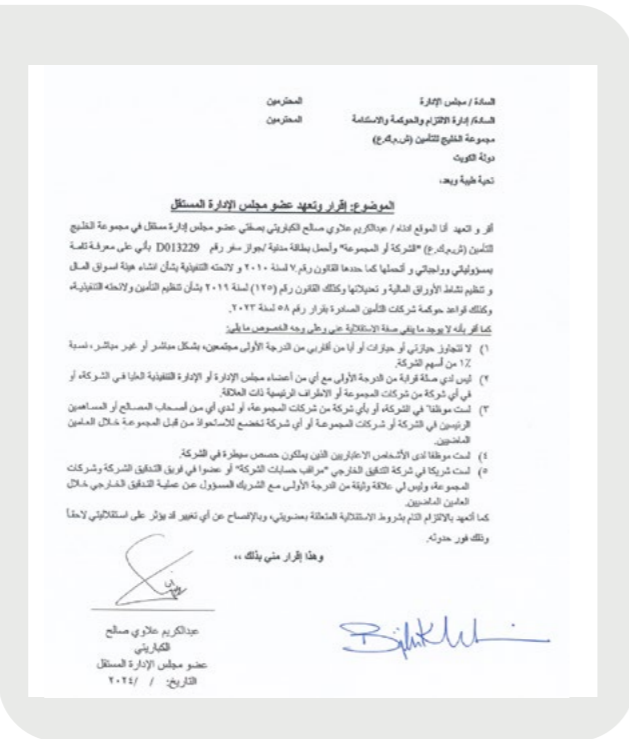 السادة / مجلس الإدارة المحترمين
السادة/ إدارة الالتزام والحوكمة والاستدامة المحترمين
مجموعة الخليج للتأمين (ش.م.ك.ع)
دولة الكويت
تحية طيبة وبعد،
الموضوع: إقرار وتعهد عضو مجلس الإدارة المستقل
أقر و اتعهد أنا الموقع ادناه / عبدالكريم علاوي صالح الكباريتي بصفتي عضو مجلس إدارة مستقل في مجموعة الخليج
التأمين (ش.م.ك.ع) "الشركة أو المجموعة" وأحمل بطاقة مدنية /جواز سفر رقم D013229 بأني على معرفة تامة
بمسؤولياتي وواجباتي و أتحملها كما حددها القانون رقم ٧ لسنة ٢٠١٠ و لائحته التنفيذية بشأن انشاء هيئة اسواق المال
و تنظيم نشاط الأوراق المالية و تعديلاتها وكذلك القانون رقم (١٢٥) لسنة ٢٠١٩ بشأن تنظيم التأمين ولائحته التنفيذية،
وكذلك قواعد حوكمة شركات التأمين الصادرة بقرار رقم ٥٨ لسنة ٢٠٢٣.
كما أقر بأنه لا يوجد ما ينفي صفة الاستقلالية عني وعلى وجه الخصوص ما يلي:
١) لا تتجاوز حيازتي أو حيازات أو أيا من أقاربي من الدرجة الأولى مجتمعين، بشكل مباشر أو غير مباشر، نسبة
١٪ من أسهم الشركة.
٢) ليس لدي صلة قرابة من الدرجة الأولى مع أي من أعضاء مجلس الإدارة أو الإدارة التنفيذية العليا في الشركة، أو
في أي شركة من شركات المجموعة أو الاطراف الرئيسية ذات العلاقة.
٣) لست موظفا في الشركة، أو بأي شركة من شركات المجموعة، أو لدي أي من أصحاب المصالح أو المساهمين
الرئيسين في الشركة أو شركات المجموعة أو أي شركة تخضع للاستحواذ من قبل المجموعة خلال العامين
الماضيين.
٤) لست موظفا لدى الأشخاص الاعتباريين الذين يملكون حصص سيطرة في الشركة.
٥) لست شريكا في شركة التدقيق الخارجي "مراقب حسابات الشركة" أو عضوا في فريق التدقيق الشركة وشركات
المجموعة، وليس لي علاقة وثيقة من الدرجة الأولى مع الشريك المسؤول عن عملية التدقيق الخارجي خلال
العامين الماضيين.
كما أتعهد بالالتزام التام بشروط الاستقلالية المتعلقة بعضويتي، وبالإفصاح عن أي تغيير قد يؤثر على استقلاليتي لاحقاً
وذلك فور حدوثه.
وهذا إقرار مني بذلك ،،
عبدالكريم علاوي صالح
الكباريتي
عضو مجلس الإدارة المستقل
التاريخ: / /٢٠٢٤